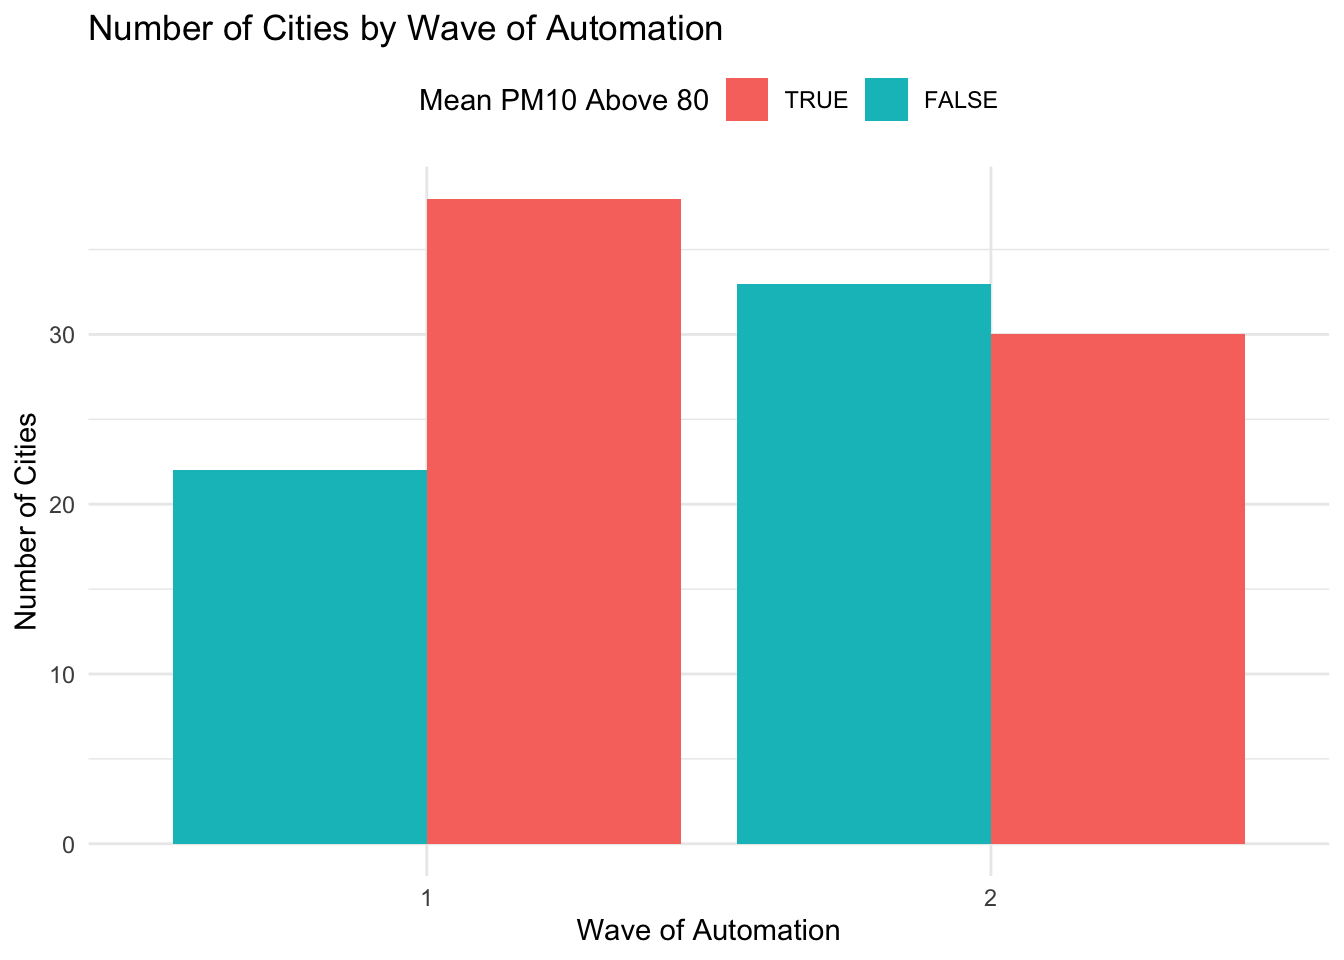 Number of Cities by Wave of Automation
Mean PM10 Above 80 TRUE FALSE
Number of Cities
30
20
10
0
1 2
Wave of Automation